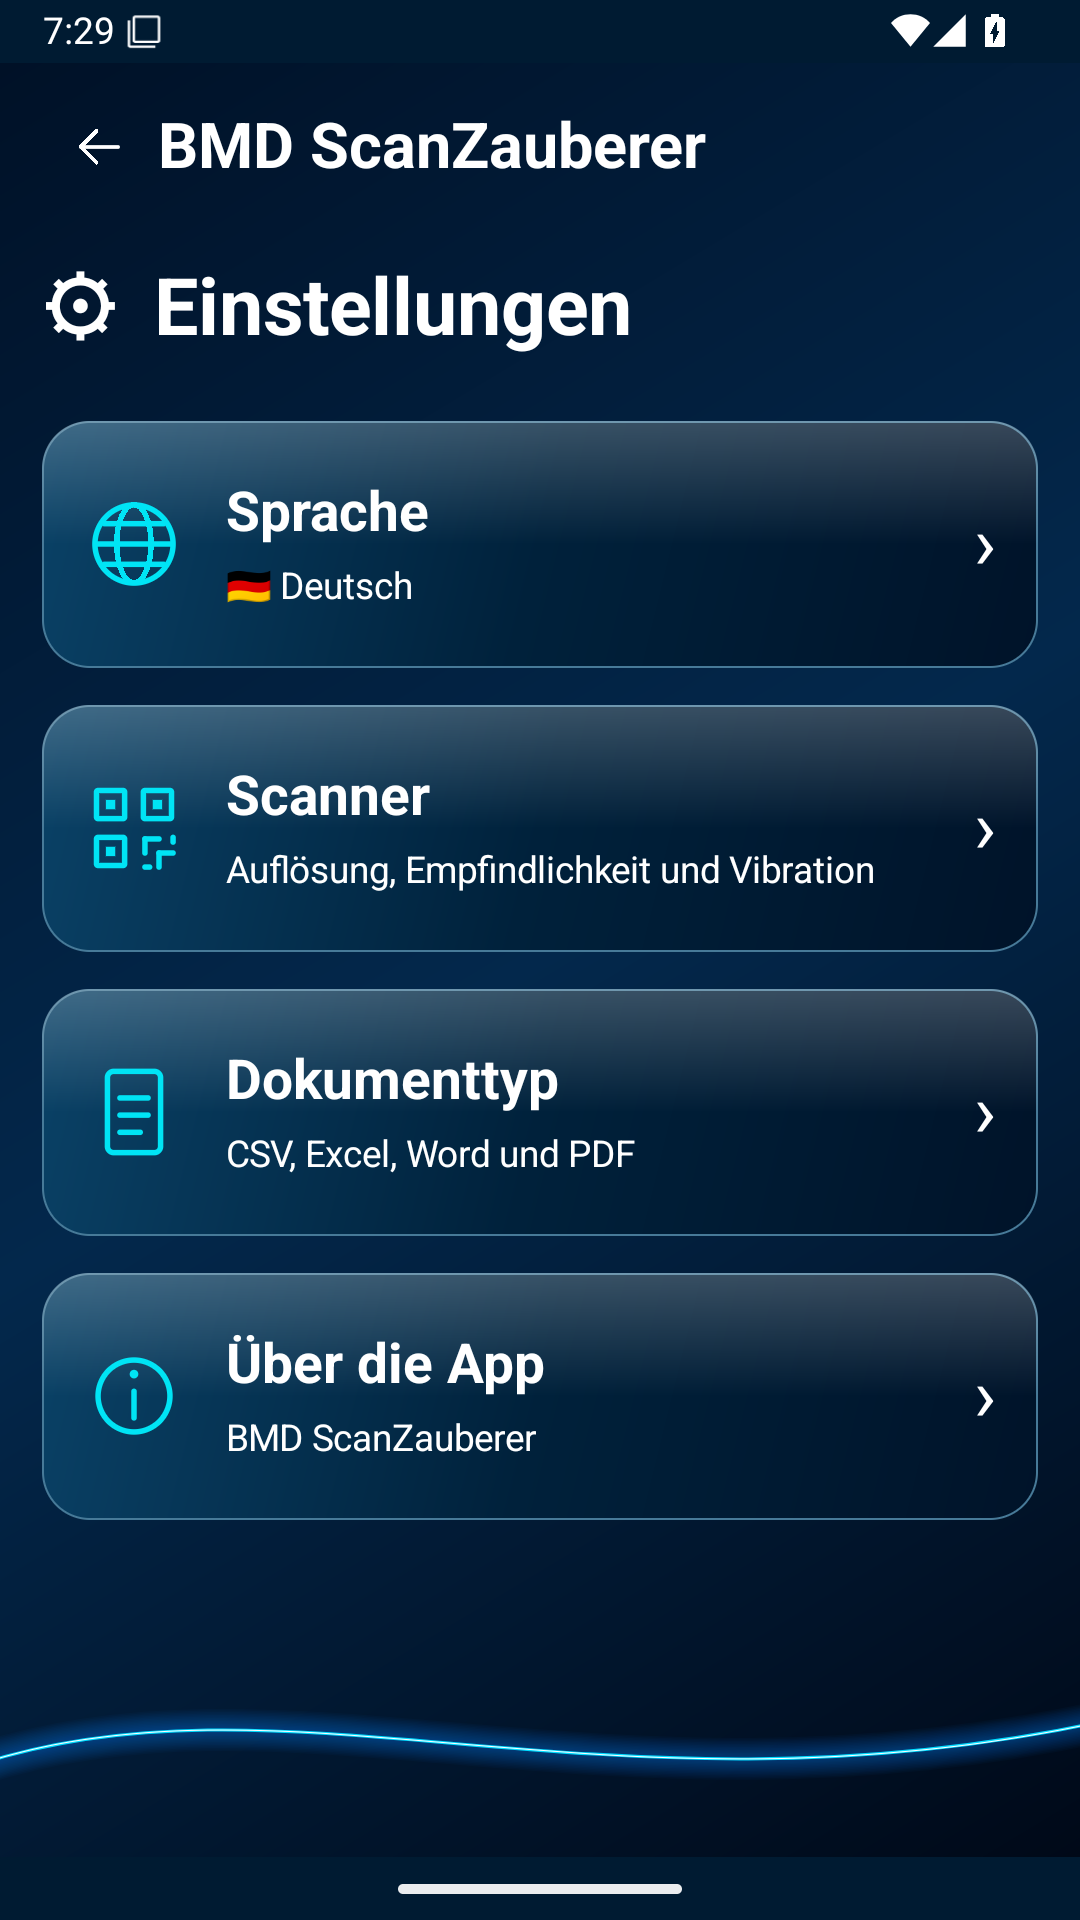 7:29
BMD ScanZauberer
Einstellungen
Sprache
🇩🇪 Deutsch
Scanner
Auflösung, Empfindlichkeit und Vibration
Dokumenttyp
CSV, Excel, Word und PDF
Über die App
BMD ScanZauberer